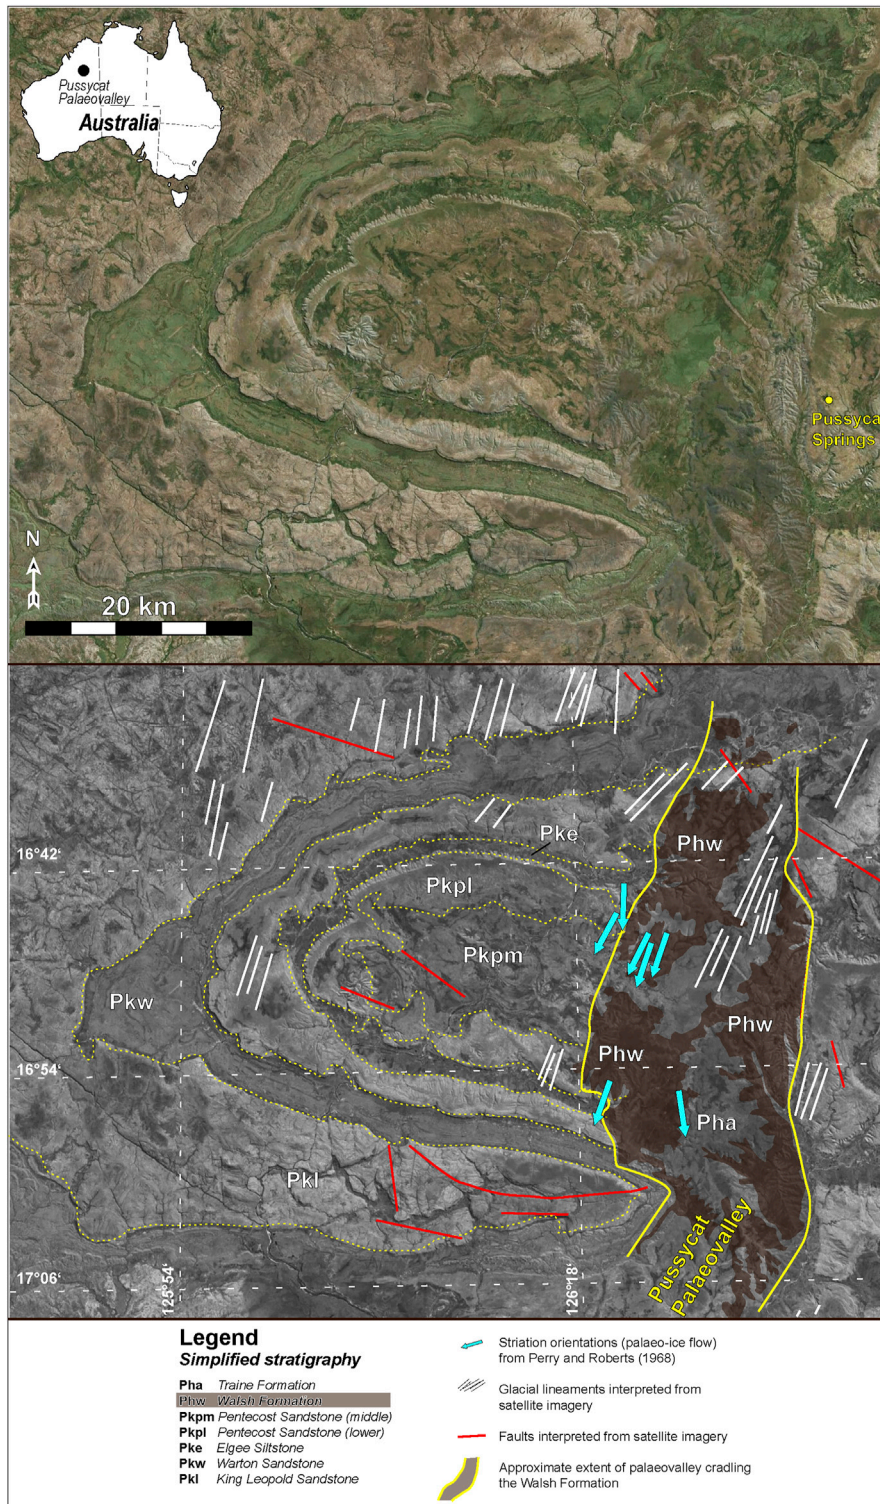 Pussycat
Palaeovalley
Australia
Pussycat
Springs
N
20 km
Pke
Phw
16°42'
Pkpl
Pkpm
Pkw
Phw
Phw
16°54'
Pha
Pkl
Pussycat
Palaeovalley
17°06'
125°54'
126°18'
Legend
Simplified stratigraphy
Pha Traine Formation
Phw Walsh Formation
Pkpm Pentecost Sandstone (middle)
Pkpl Pentecost Sandstone (lower)
Pke Elgee Siltstone
Pkw Warton Sandstone
Pkl King Leopold Sandstone
Striation orientations (palaeo-ice flow)
from Perry and Roberts (1968)
Glacial lineaments interpreted from
satellite imagery
Faults interpreted from satellite imagery
Approximate extent of palaeovalley cradling
the Walsh Formation